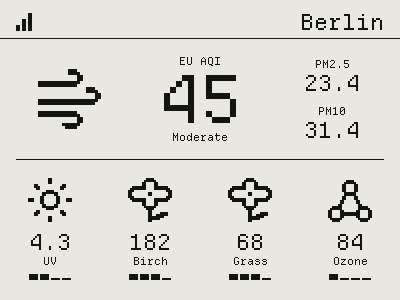 Berlin
EU AQI
45
Moderate
PM2.5
23.4
PM10
31.4
4.3
UV
182
Birch
68
Grass
84
Ozone